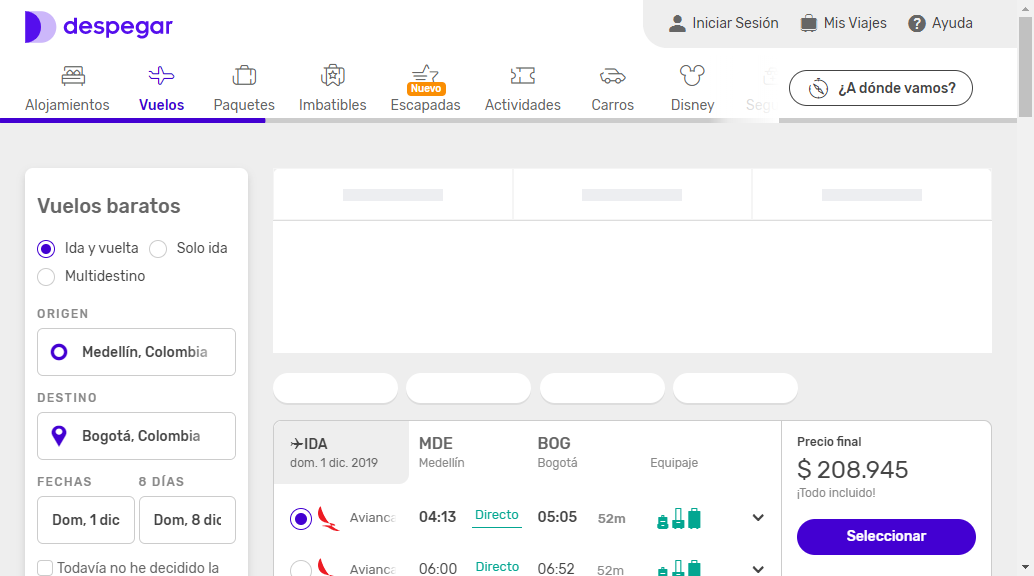 despegar
Iniciar Sesión
Mis Viajes
Ayuda
Alojamientos
Vuelos
Paquetes
Imbatibles
Nuevo
Escapadas
Actividades
Carros
Disney
¿A dónde vamos?
Vuelos baratos
Ida y vuelta
Solo ida
Multidestino
ORIGEN
Medellín, Colombia
DESTINO
Bogotá, Colombia
FECHAS
8 DÍAS
Dom, 1 dic
Dom, 8 dic
Todavía no he decidido la
IDA
dom. 1 dic. 2019
MDE
Medellín
BOG
Bogotá
Equipaje
Avianca
04:13
Directo
05:05
52m
Avianca
06:00
Directo
06:52
52m
Precio final
$ 208.945
¡Todo incluido!
Seleccionar